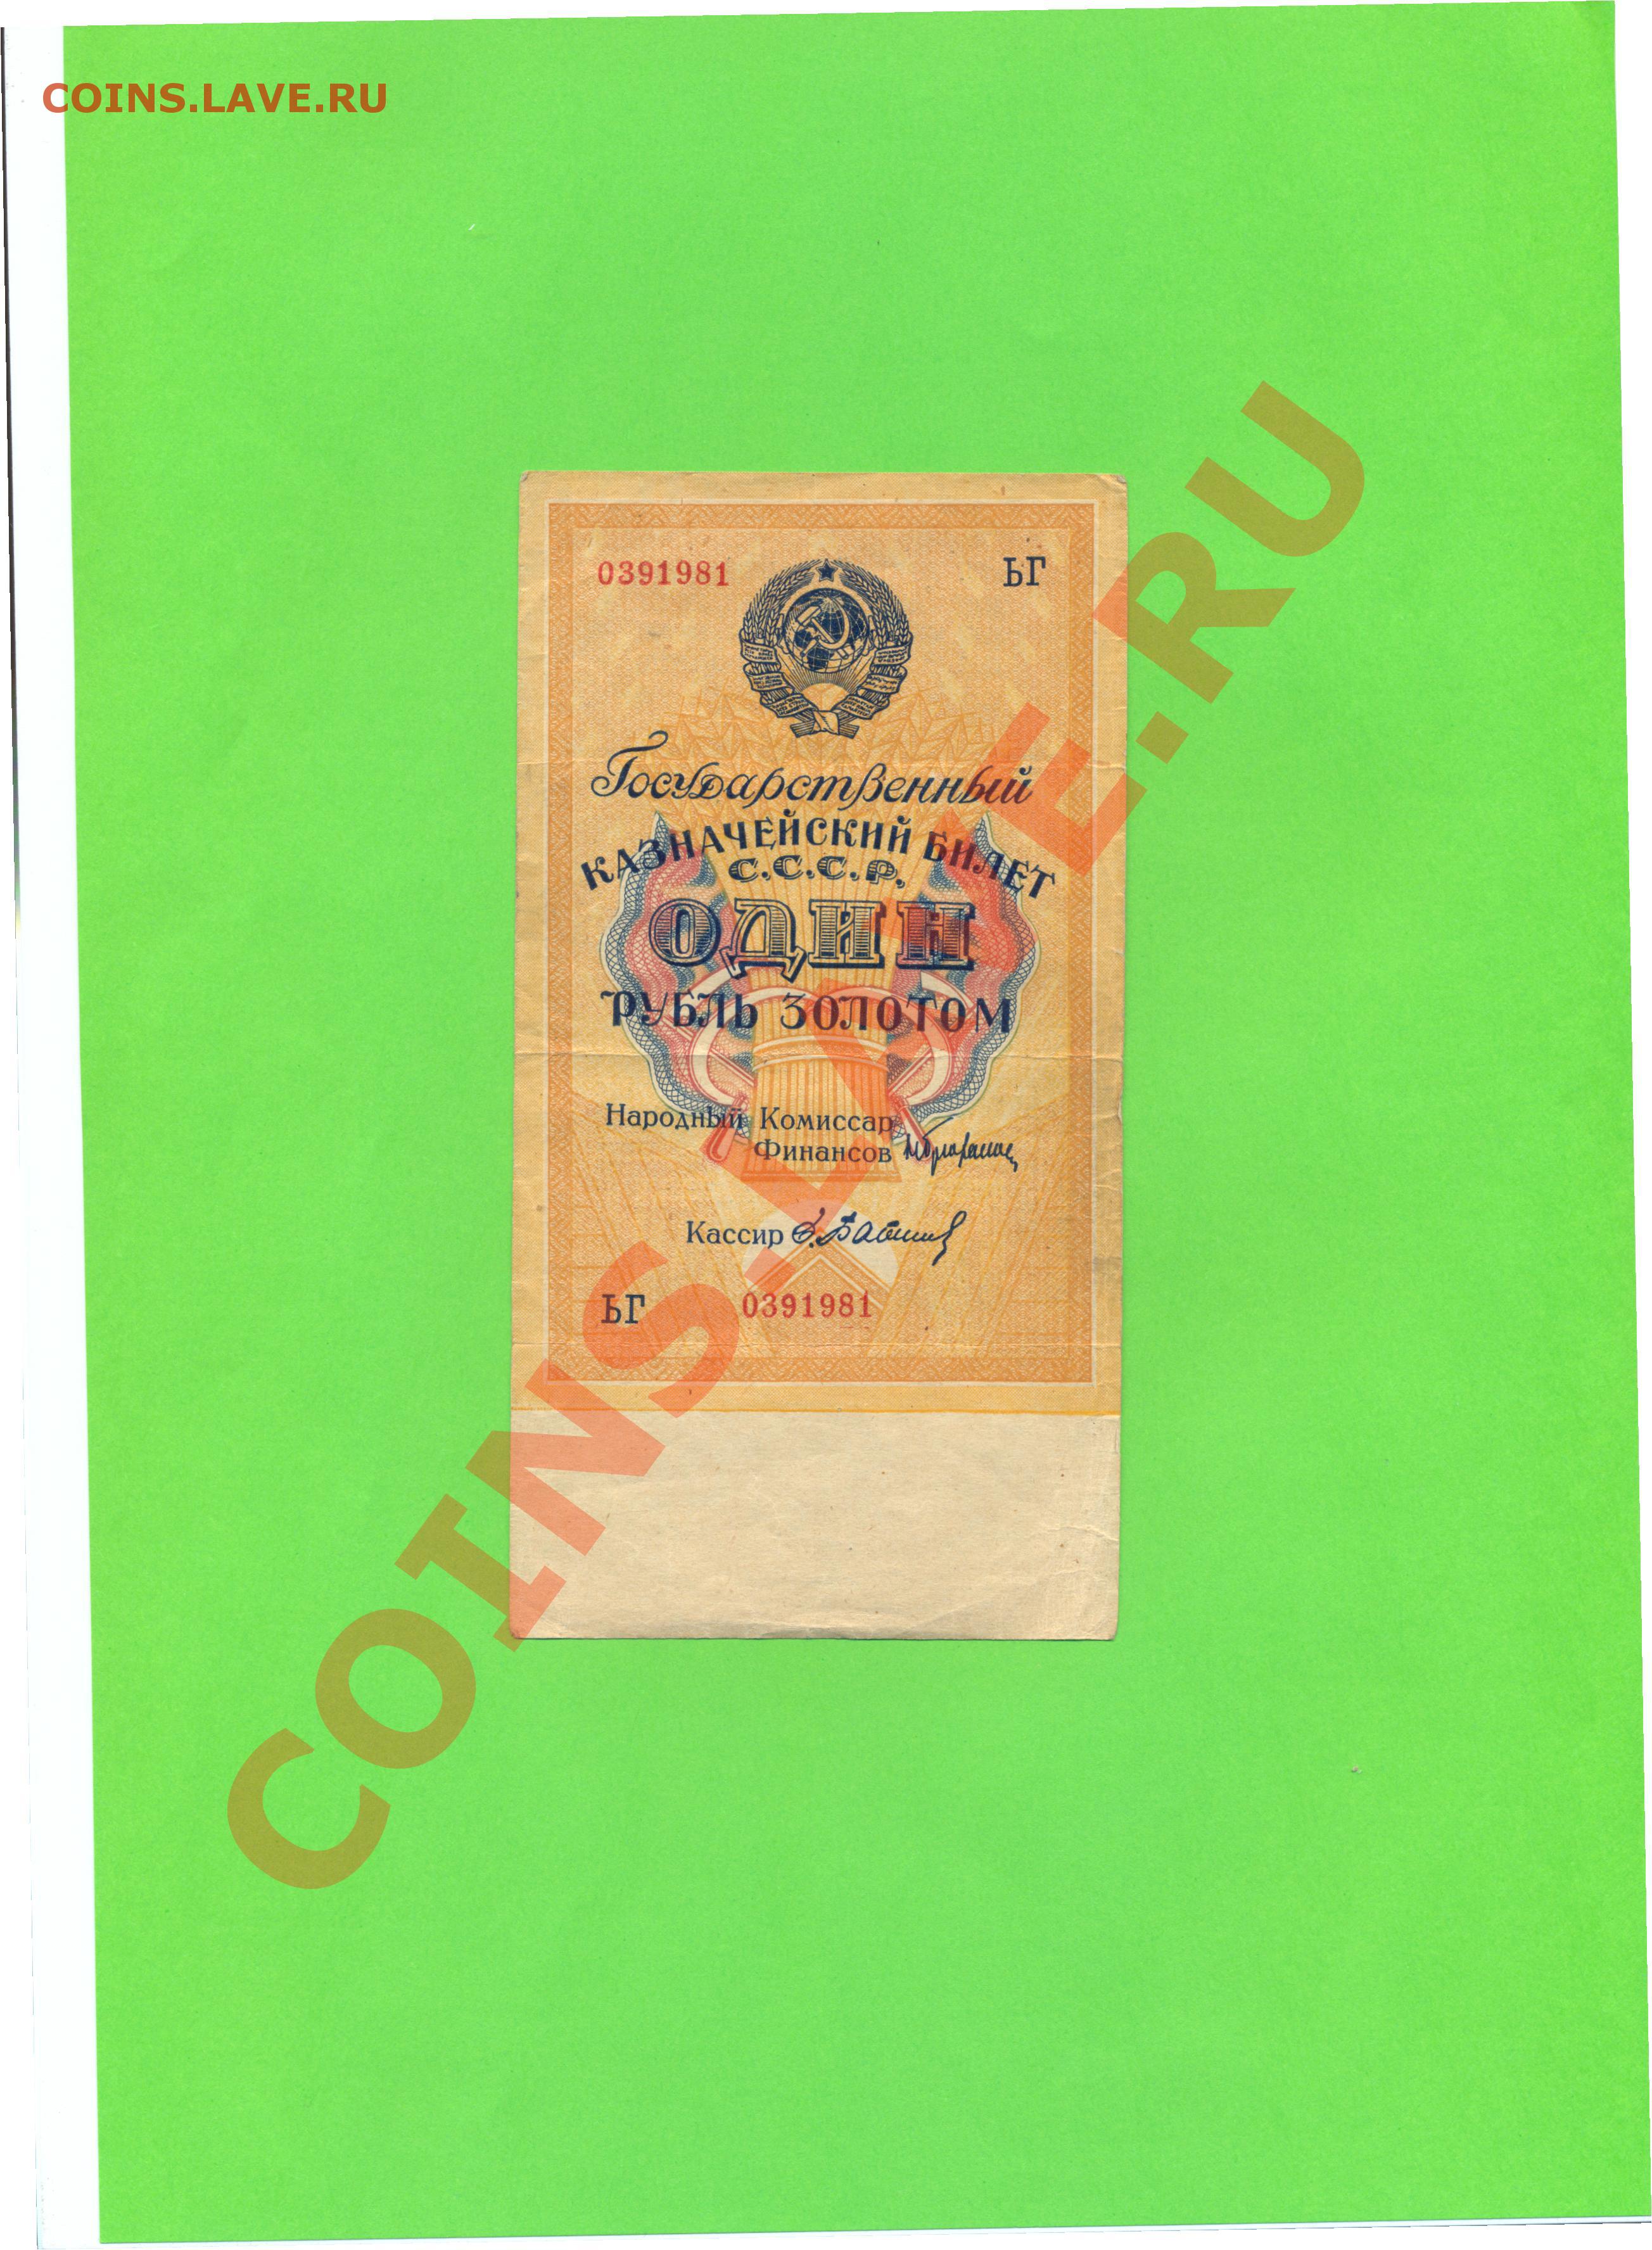 COINS.LAVE.RU
0391981 ЬГ
Государственный
КАЗНАЧЕЙСКИЙ БИЛЕТ
С.С.С.Р.
ОДИН
РУБЛЬ ЗОЛОТОМ
Народный Комиссар
Финансов
Кассир
ЬГ 0391981
COINS.LAVE.RU